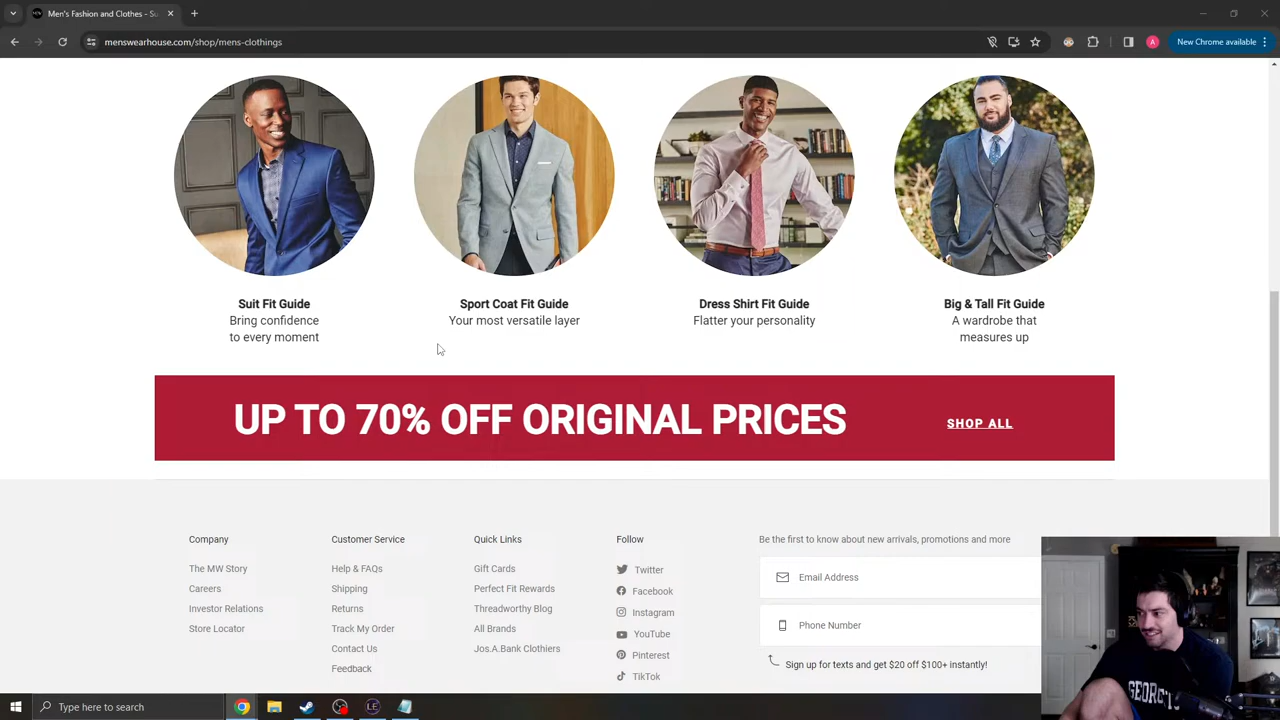 Men's Fashion and Clothes - Su
menswearhouse.com/shop/mens-clothings
A
New Chrome available
Suit Fit Guide
Bring confidence
to every moment
Sport Coat Fit Guide
Your most versatile layer
Dress Shirt Fit Guide
Flatter your personality
Big & Tall Fit Guide
A wardrobe that
measures up
UP TO 70% OFF ORIGINAL PRICES
SHOP ALL
Company
The MW Story
Careers
Investor Relations
Store Locator
Customer Service
Help & FAQs
Shipping
Returns
Track My Order
Contact Us
Feedback
Quick Links
Gift Cards
Perfect Fit Rewards
Threadworthy Blog
All Brands
Jos.A.Bank Clothiers
Follow
Twitter
Facebook
Instagram
YouTube
Pinterest
TikTok
Be the first to know about new arrivals, promotions and more
Email Address
Phone Number
Sign up for texts and get $20 off $100+ instantly!
Type here to search